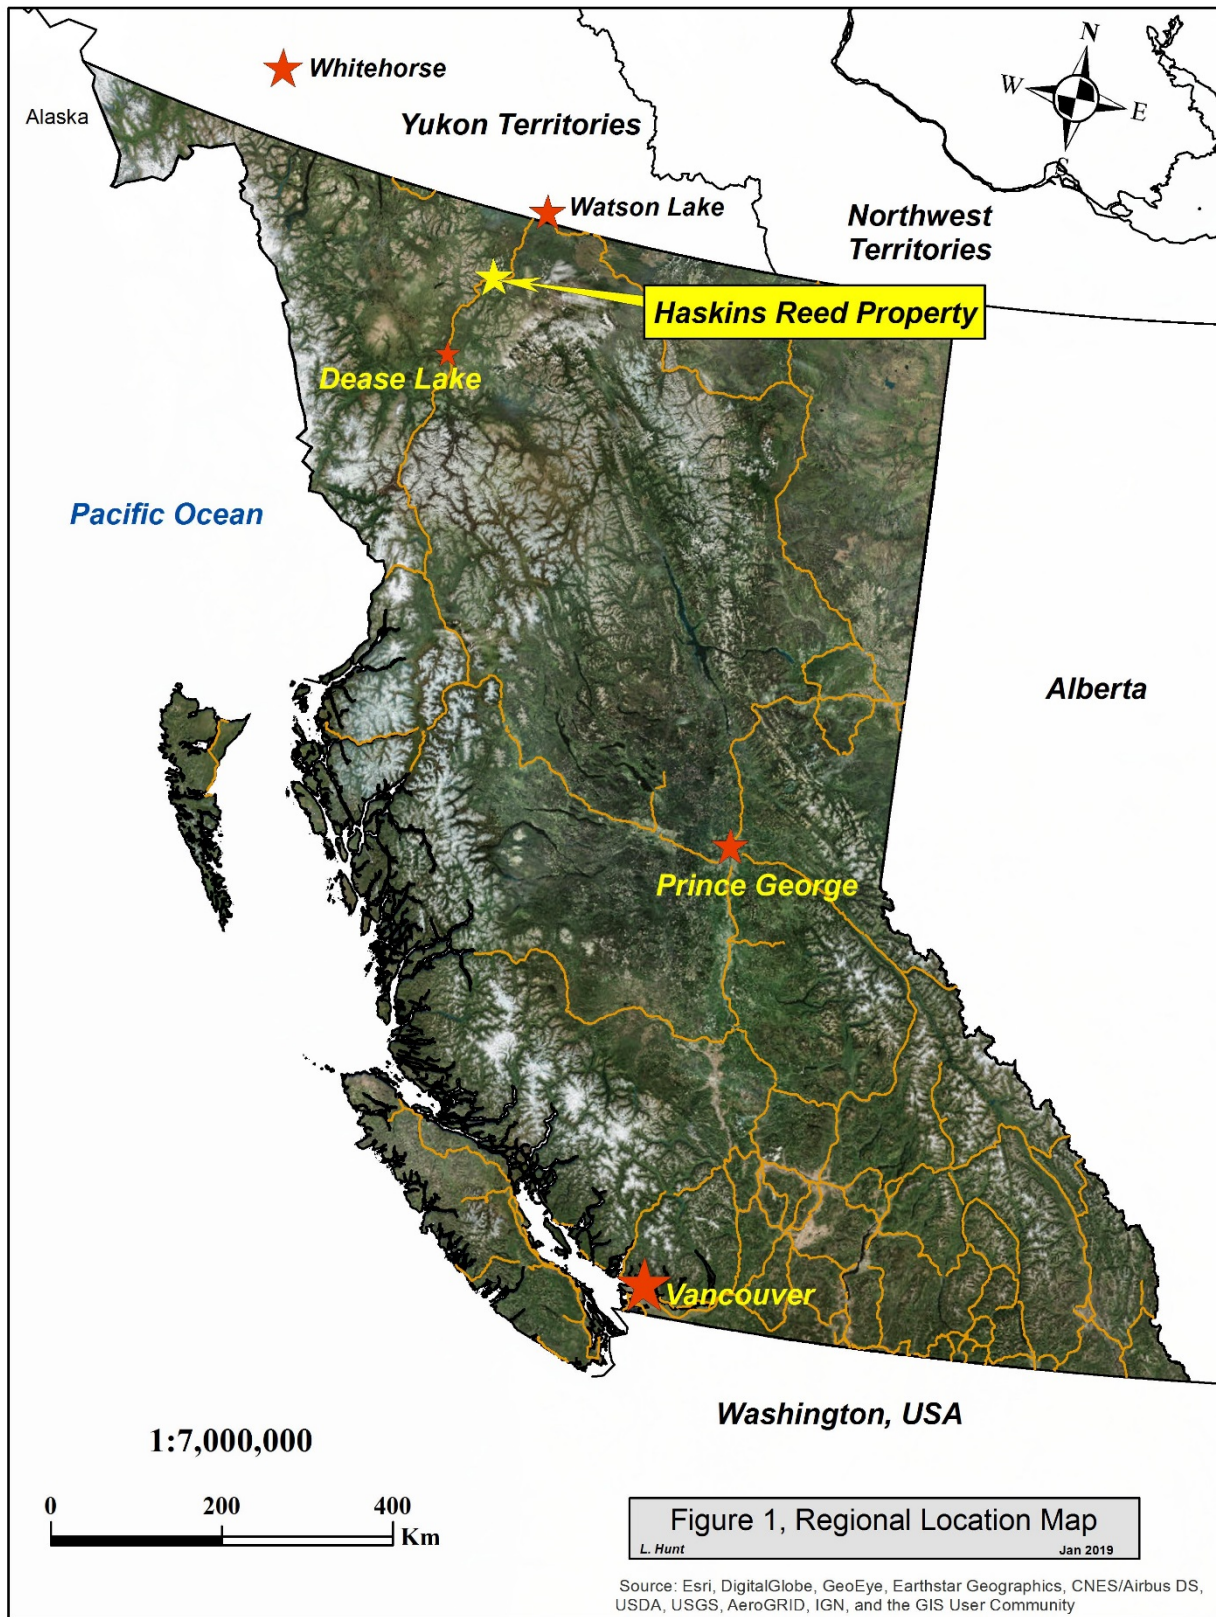 N
W
E
S
Whitehorse
Alaska
Yukon Territories
Watson Lake
Northwest
Territories
Haskins Reed Property
Dease Lake
Pacific Ocean
Alberta
Prince George
Vancouver
Washington, USA
1:7,000,000
0 200 400
Km
Figure 1, Regional Location Map
L. Hunt Jan 2019
Source: Esri, DigitalGlobe, GeoEye, Earthstar Geographics, CNES/Airbus DS,
USDA, USGS, AeroGRID, IGN, and the GIS User Community